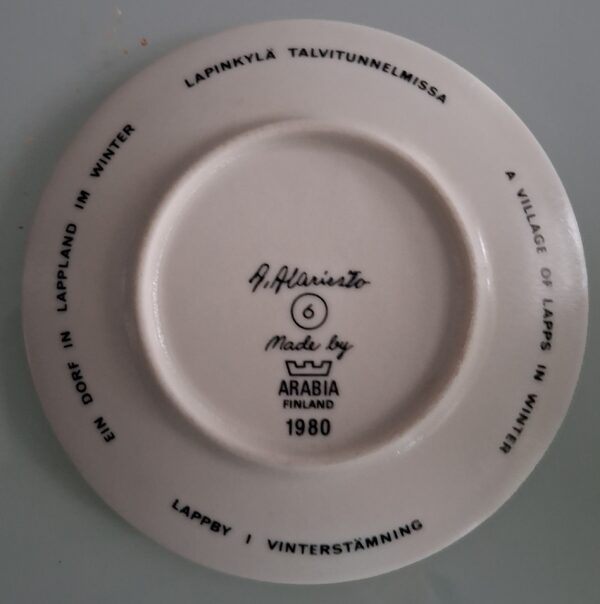 LAPINKYLÄ TALVITUNNELMISSA
A VILLAGE OF LAPPS IN WINTER
LAPPBY I VINTERSTÄMNING
EIN DORF IN LAPPLAND IM WINTER
A. Alariesto
6
Made by
ARABIA
FINLAND
1980